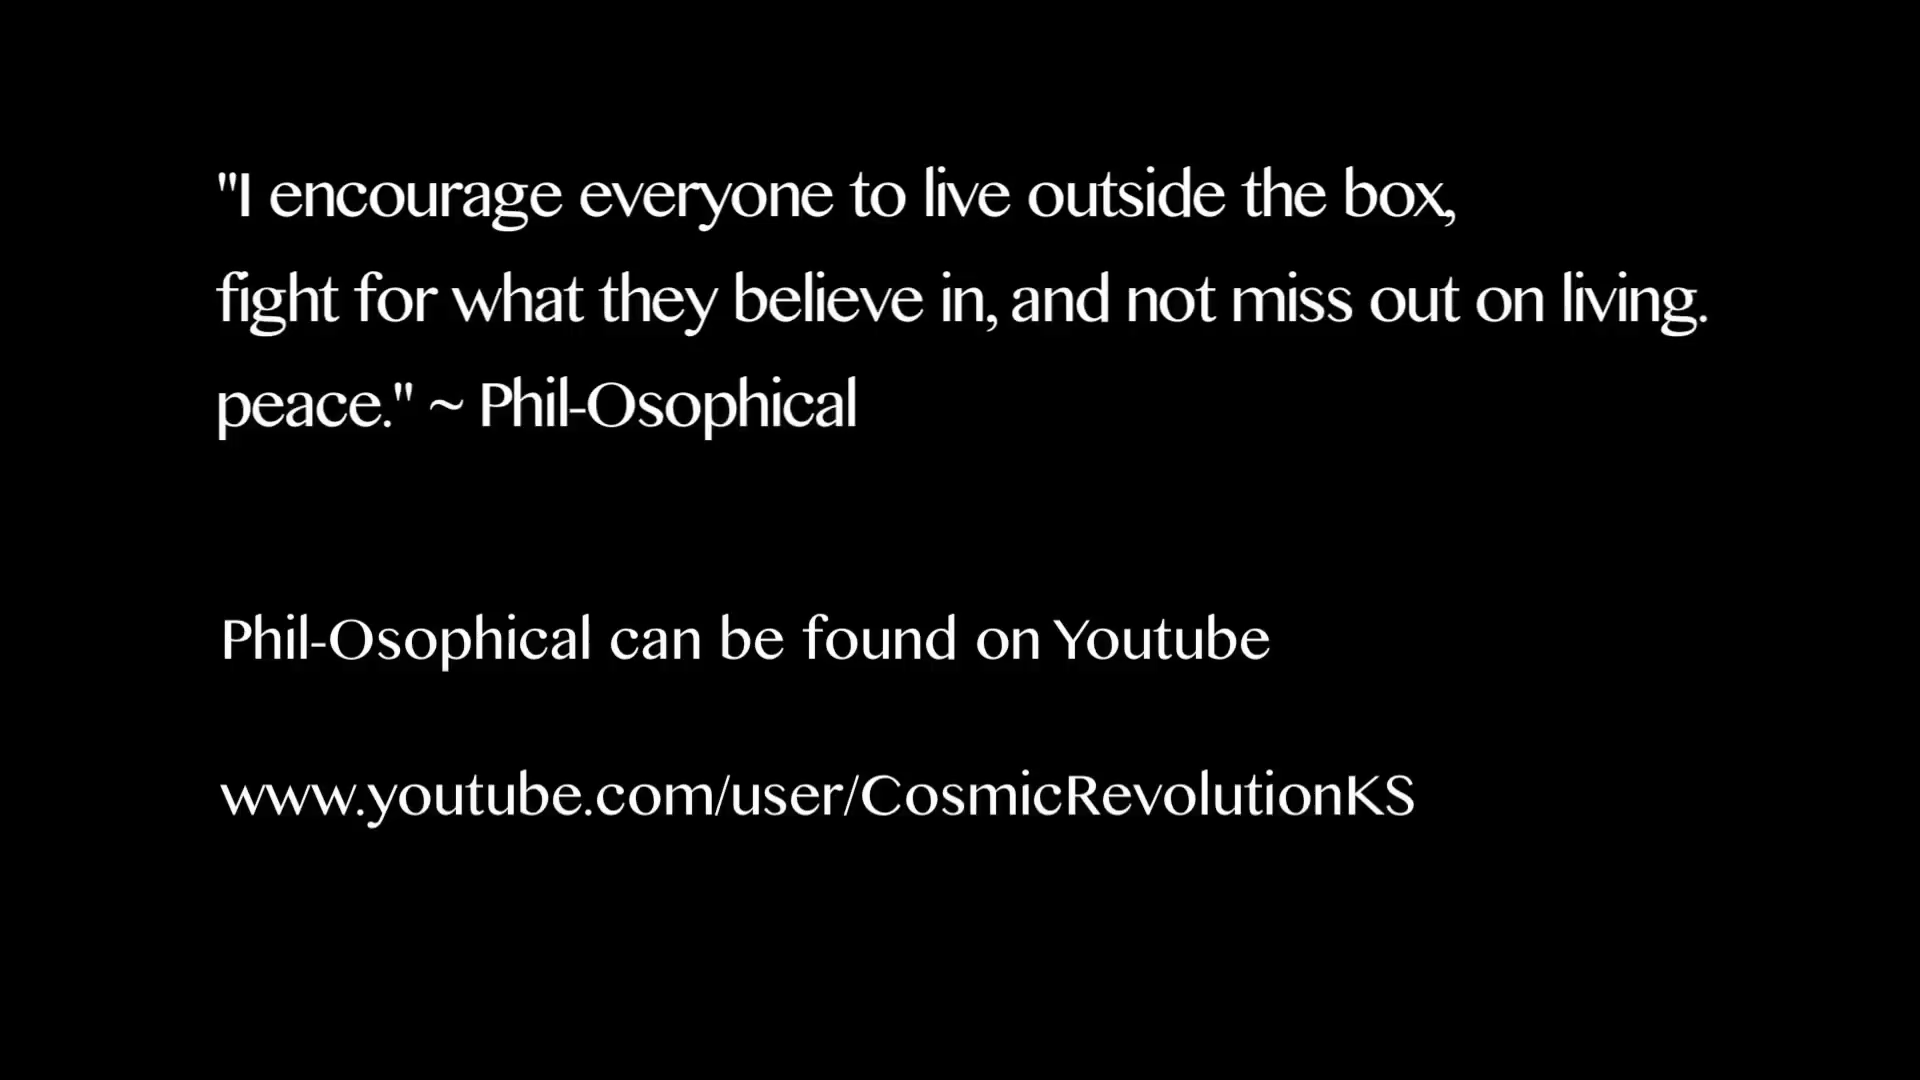 "I encourage everyone to live outside the box,
fight for what they believe in, and not miss out on living.
peace." ~ Phil-Osophical
Phil-Osophical can be found on Youtube
www.youtube.com/user/CosmicRevolutionKS